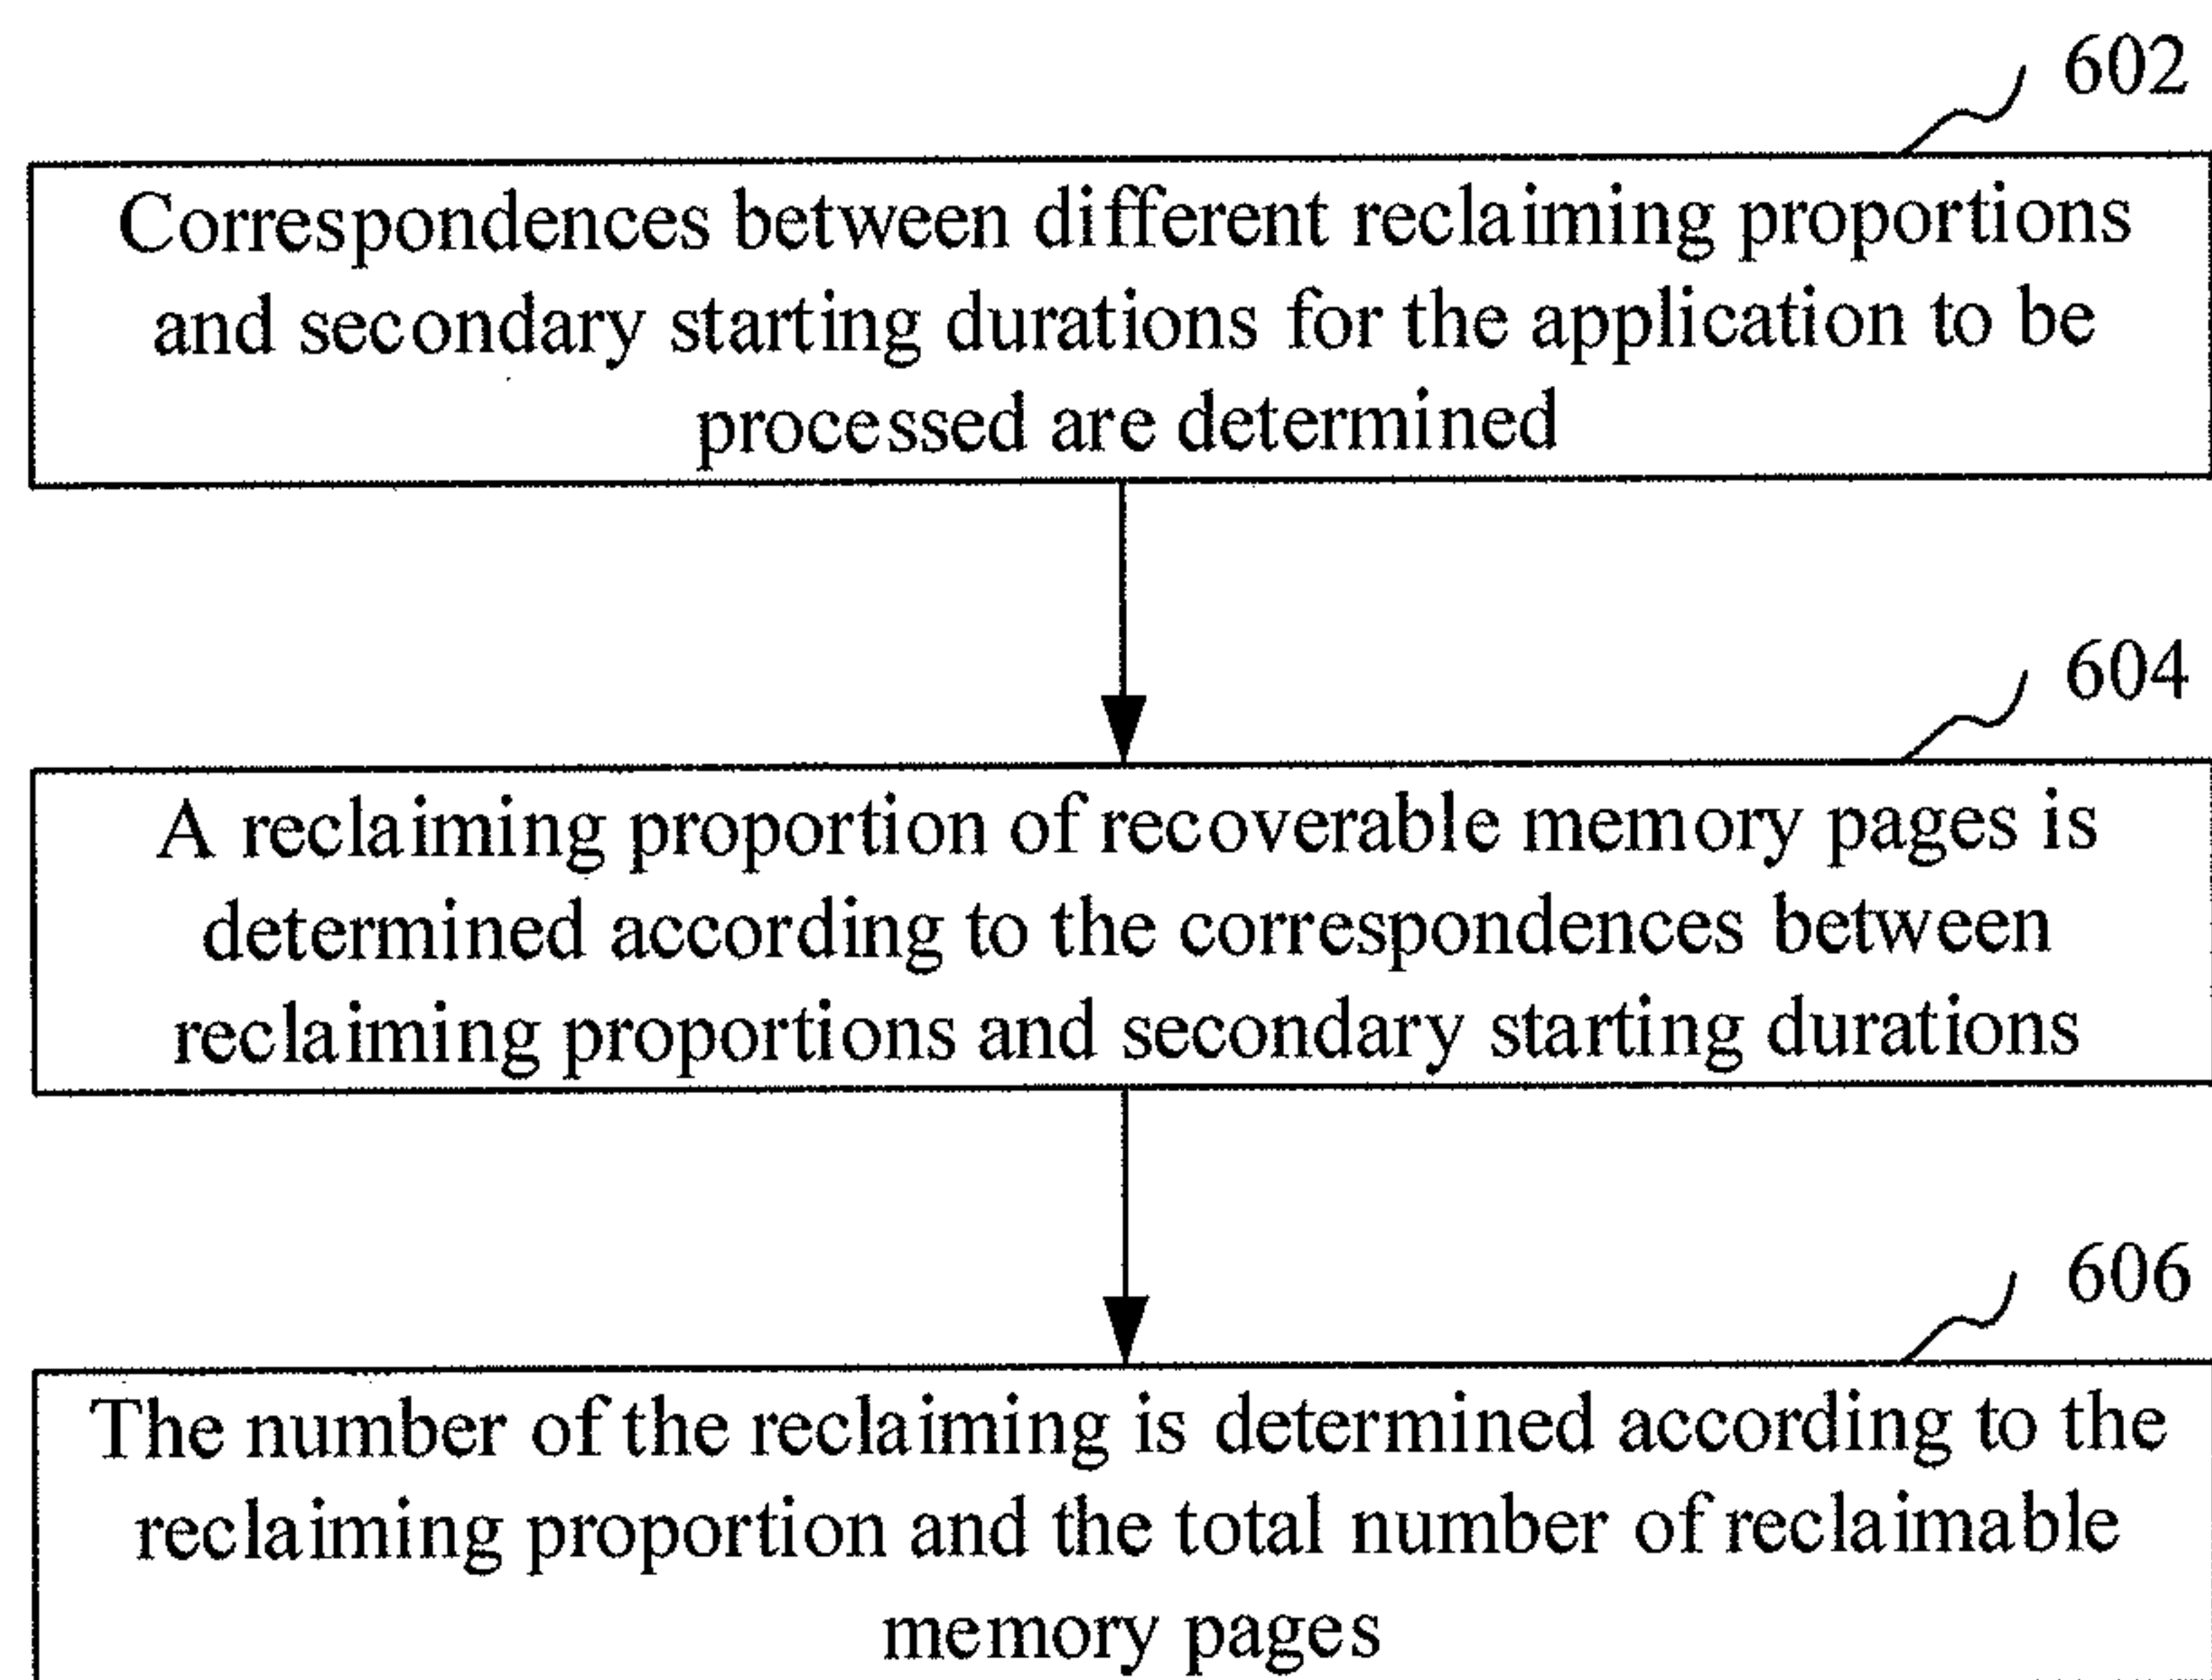 602
Correspondences between different reclaiming proportions
and secondary starting durations for the application to be
processed are determined
604
A reclaiming proportion of recoverable memory pages is
determined according to the correspondences between
reclaiming proportions and secondary starting durations
606
The number of the reclaiming is determined according to the
reclaiming proportion and the total number of reclaimable
memory pages